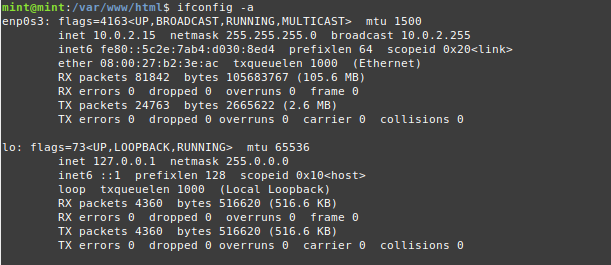 mint@mint:/var/www/html$ ifconfig -a
enp0s3: flags=4163<UP,BROADCAST,RUNNING,MULTICAST>  mtu 1500
        inet 10.0.2.15  netmask 255.255.255.0  broadcast 10.0.2.255
        inet6 fe80::5c2e:7ab4:d030:8ed4  prefixlen 64  scopeid 0x20<link>
        ether 08:00:27:b2:3e:ac  txqueuelen 1000  (Ethernet)
        RX packets 81842  bytes 105683767 (105.6 MB)
        RX errors 0  dropped 0  overruns 0  frame 0
        TX packets 24763  bytes 2665622 (2.6 MB)
        TX errors 0  dropped 0 overruns 0  carrier 0  collisions 0

lo: flags=73<UP,LOOPBACK,RUNNING>  mtu 65536
        inet 127.0.0.1  netmask 255.0.0.0
        inet6 ::1  prefixlen 128  scopeid 0x10<host>
        loop  txqueuelen 1000  (Local Loopback)
        RX packets 4360  bytes 516620 (516.6 KB)
        RX errors 0  dropped 0  overruns 0  frame 0
        TX packets 4360  bytes 516620 (516.6 KB)
        TX errors 0  dropped 0 overruns 0  carrier 0  collisions 0